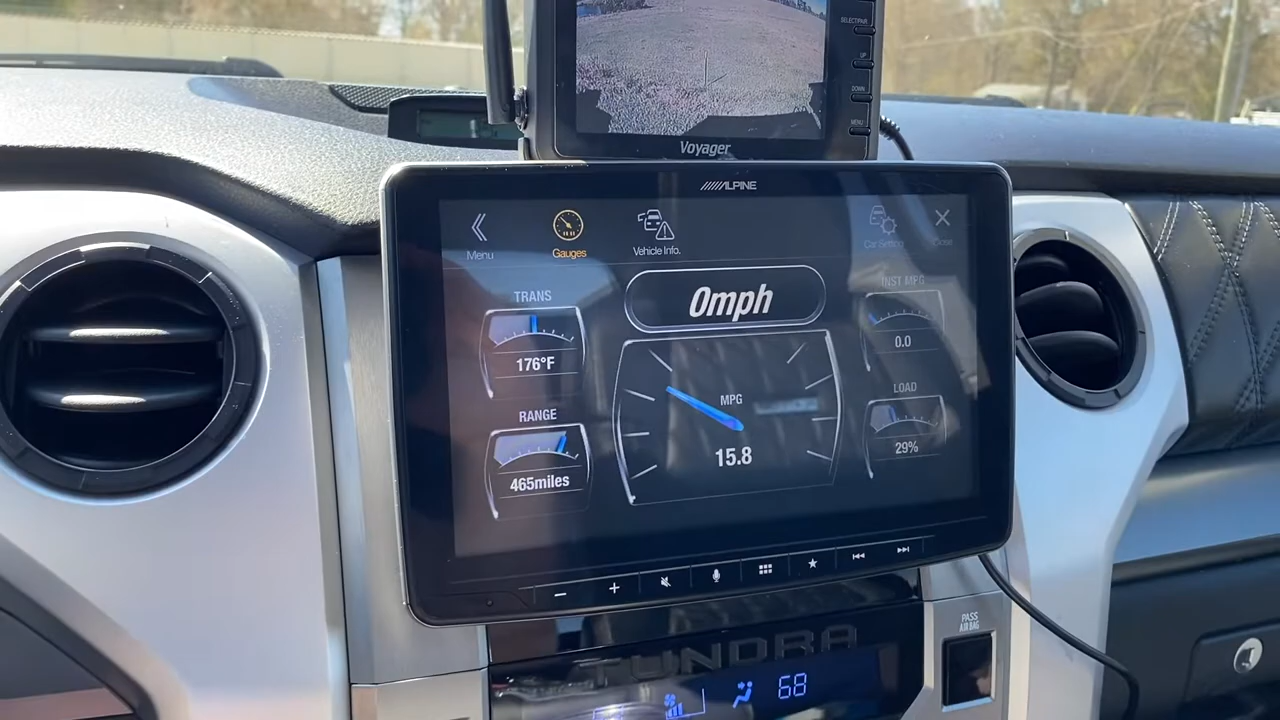 SELECT/PAIR
UP
DOWN
MENU
Voyager
ALPINE
Menu
Gauges
Vehicle Info.
Car Setting
Close
0mph
TRANS
176°F
INST MPG
0.0
MPG
15.8
RANGE
465miles
LOAD
29%
TUNDRA
68
PASS
AIR BAG